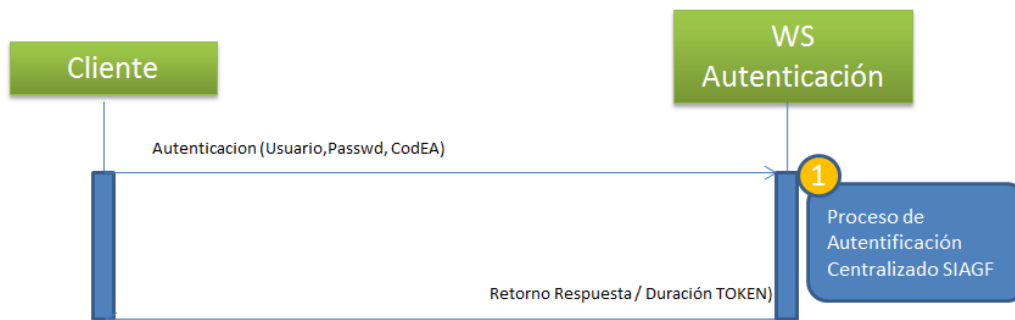 Cliente
WS
Autenticación
Autenticacion (Usuario,Passwd, CodEA)
1
Proceso de
Autentificación
Centralizado SIAGF
Retorno Respuesta / Duración TOKEN)